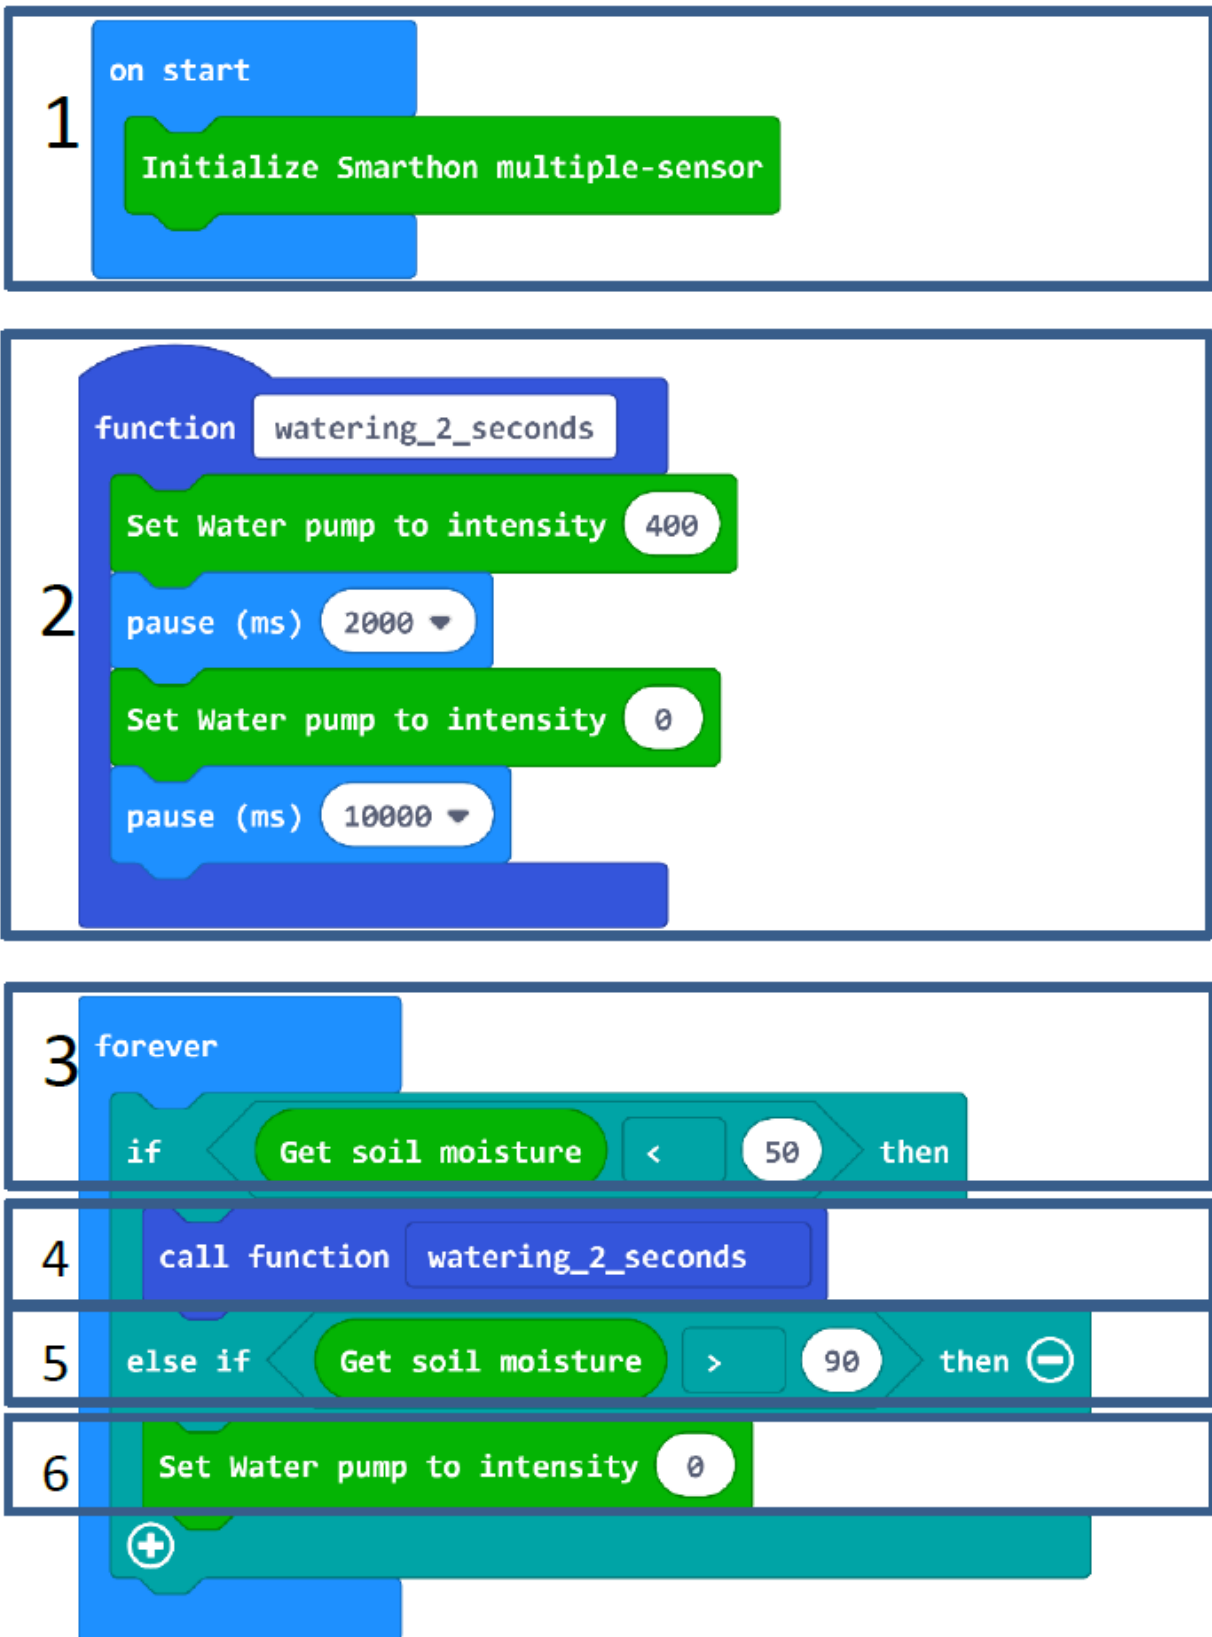 1
on start
Initialize Smarthon multiple-sensor
2
function watering_2_seconds
Set Water pump to intensity 400
pause (ms) 2000
Set Water pump to intensity 0
pause (ms) 10000
3
forever
if Get soil moisture < 50 then
4 call function watering_2_seconds
5 else if Get soil moisture > 90 then
6 Set Water pump to intensity 0